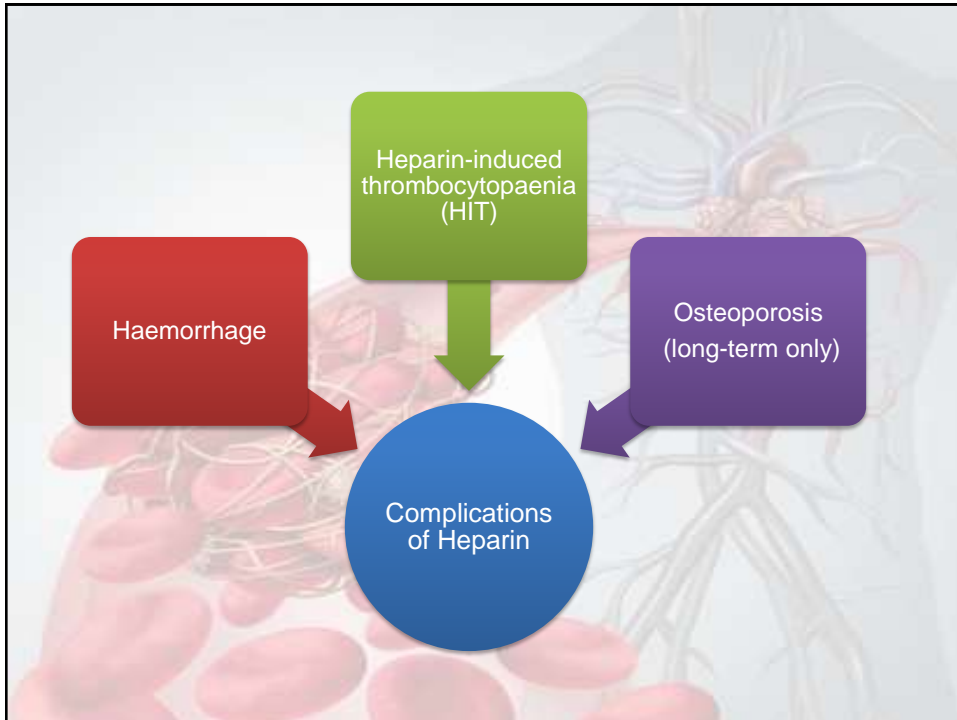 Heparin-induced
thrombocytopaenia
(HIT)
Haemorrhage
Osteoporosis
(long-term only)
Complications
of Heparin